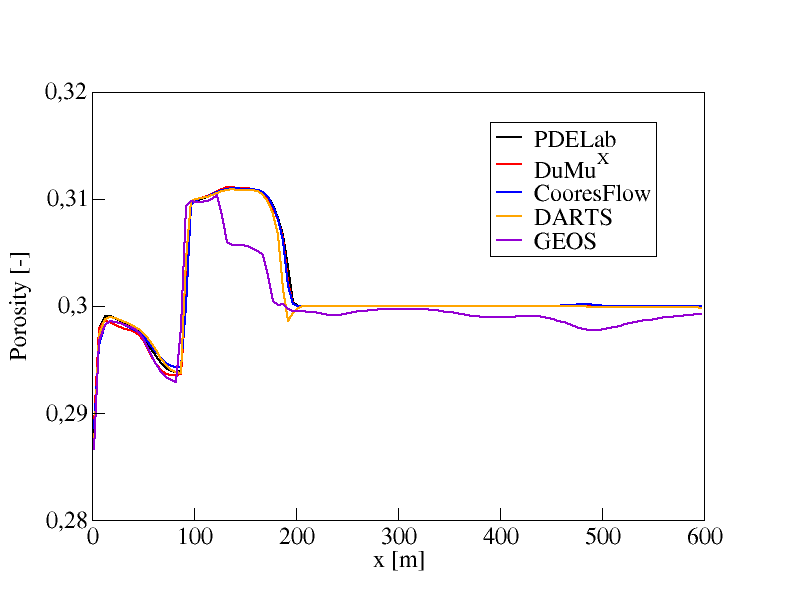 0,32
0,31
0,3
0,29
0,28
Porosity [-]
PDELab
DuMuX
CooresFlow
DARTS
GEOS
0 100 200 300 400 500 600
x [m]